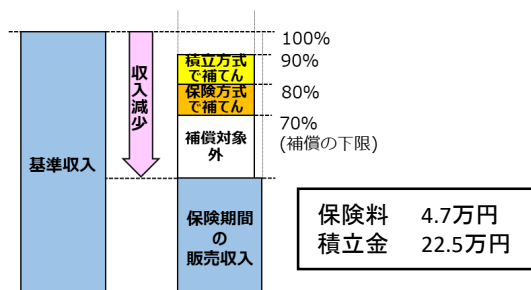 100%
90%
80%
70%
(補償の下限)
積立方式
で補てん
保険方式
で補てん
補償対象
外
収入減少
基準収入
保険期間
の
販売収入
保険料 4.7万円
積立金 22.5万円